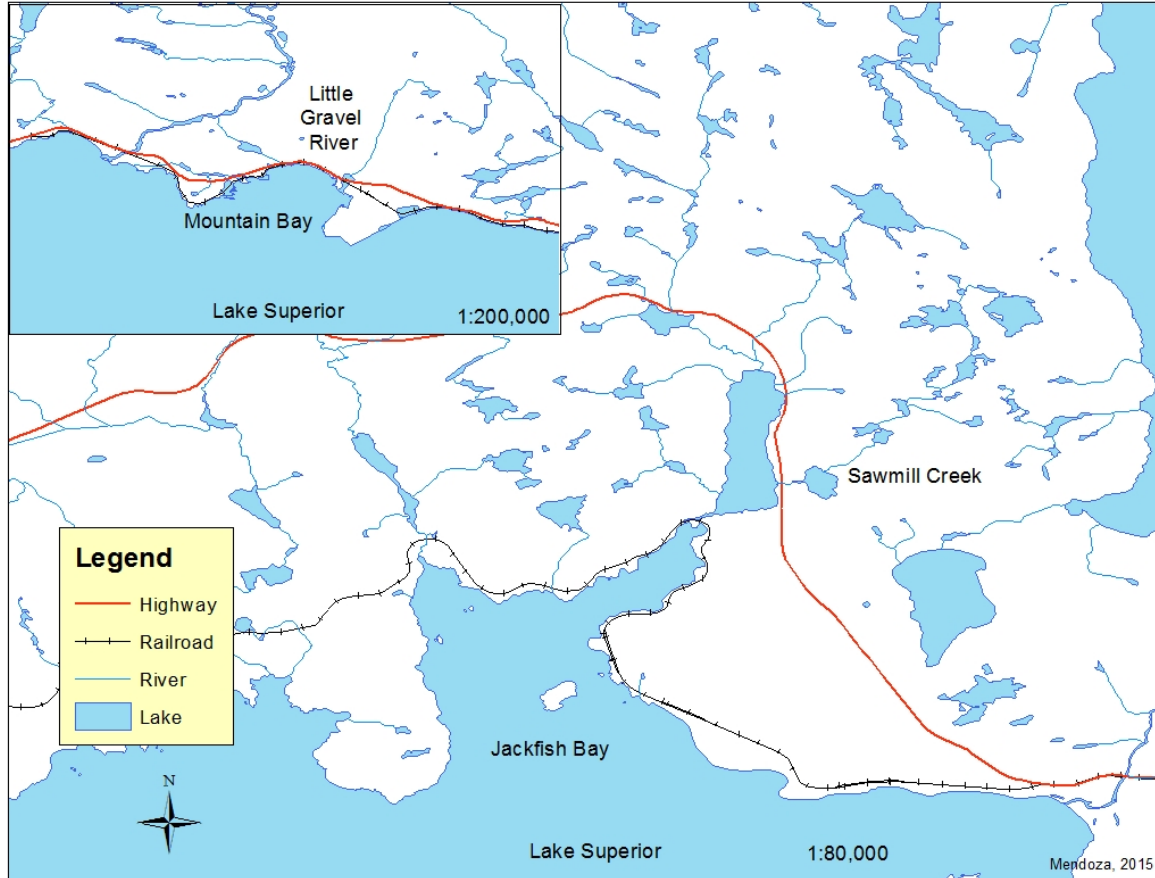 Little
Gravel
River
Mountain Bay
Lake Superior
1:200,000
Sawmill Creek
Legend
Highway
Railroad
River
Lake
N
Jackfish Bay
Lake Superior
1:80,000
Mendoza, 2015